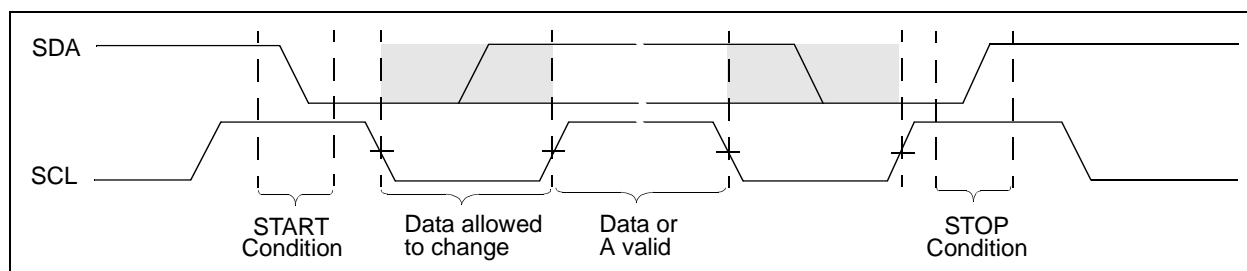 SDA
SCL
START
Condition
Data allowed
to change
Data or
A valid
STOP
Condition